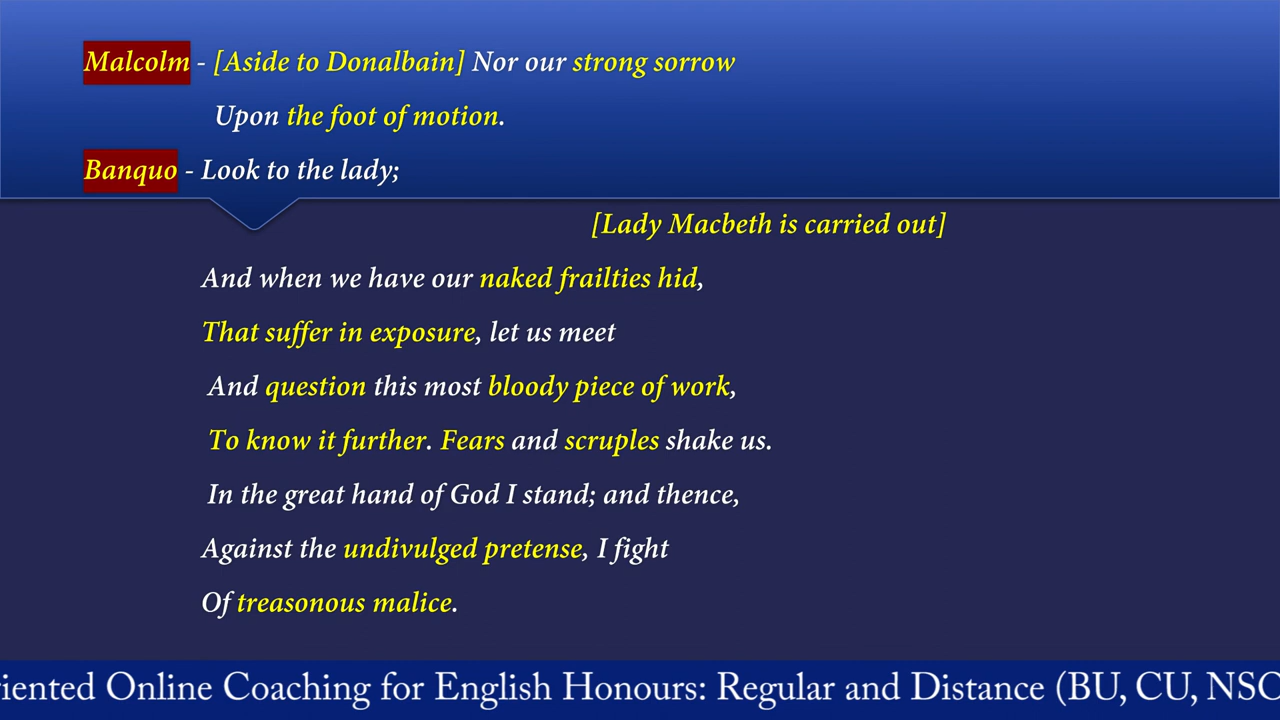 Malcolm - [Aside to Donalbain] Nor our strong sorrow
Upon the foot of motion.
Banquo - Look to the lady;
[Lady Macbeth is carried out]
And when we have our naked frailties hid,
That suffer in exposure, let us meet
And question this most bloody piece of work,
To know it further. Fears and scruples shake us.
In the great hand of God I stand; and thence,
Against the undivulged pretense, I fight
Of treasonous malice.
Online Coaching for English Honours: Regular and Distance (BU, CU,